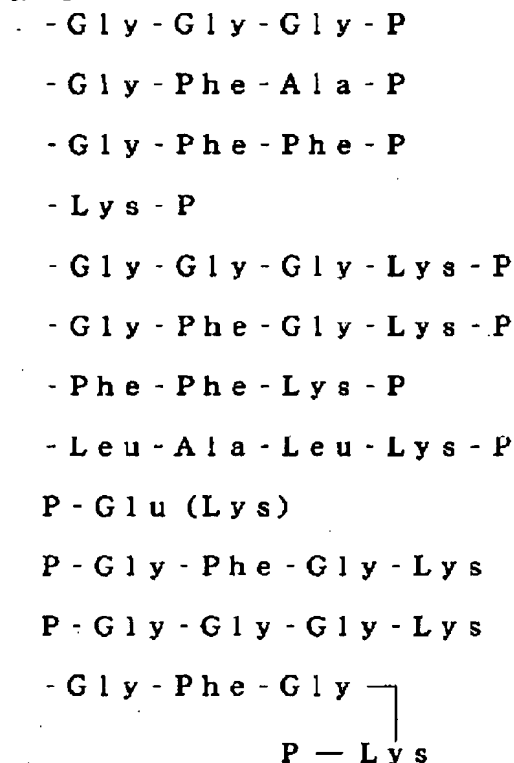 -Gly-Gly-Gly-P
-Gly-Phe-Ala-P
-Gly-Phe-Phe-P
-Lys-P
-Gly-Gly-Gly-Lys-P
-Gly-Phe-Gly-Lys-P
-Phe-Phe-Lys-P
-Leu-Ala-Leu-Lys-P
P-Glu (Lys)
P-Gly-Phe-Gly-Lys
P-Gly-Gly-Gly-Lys
-Gly-Phe-Gly
P — Lys